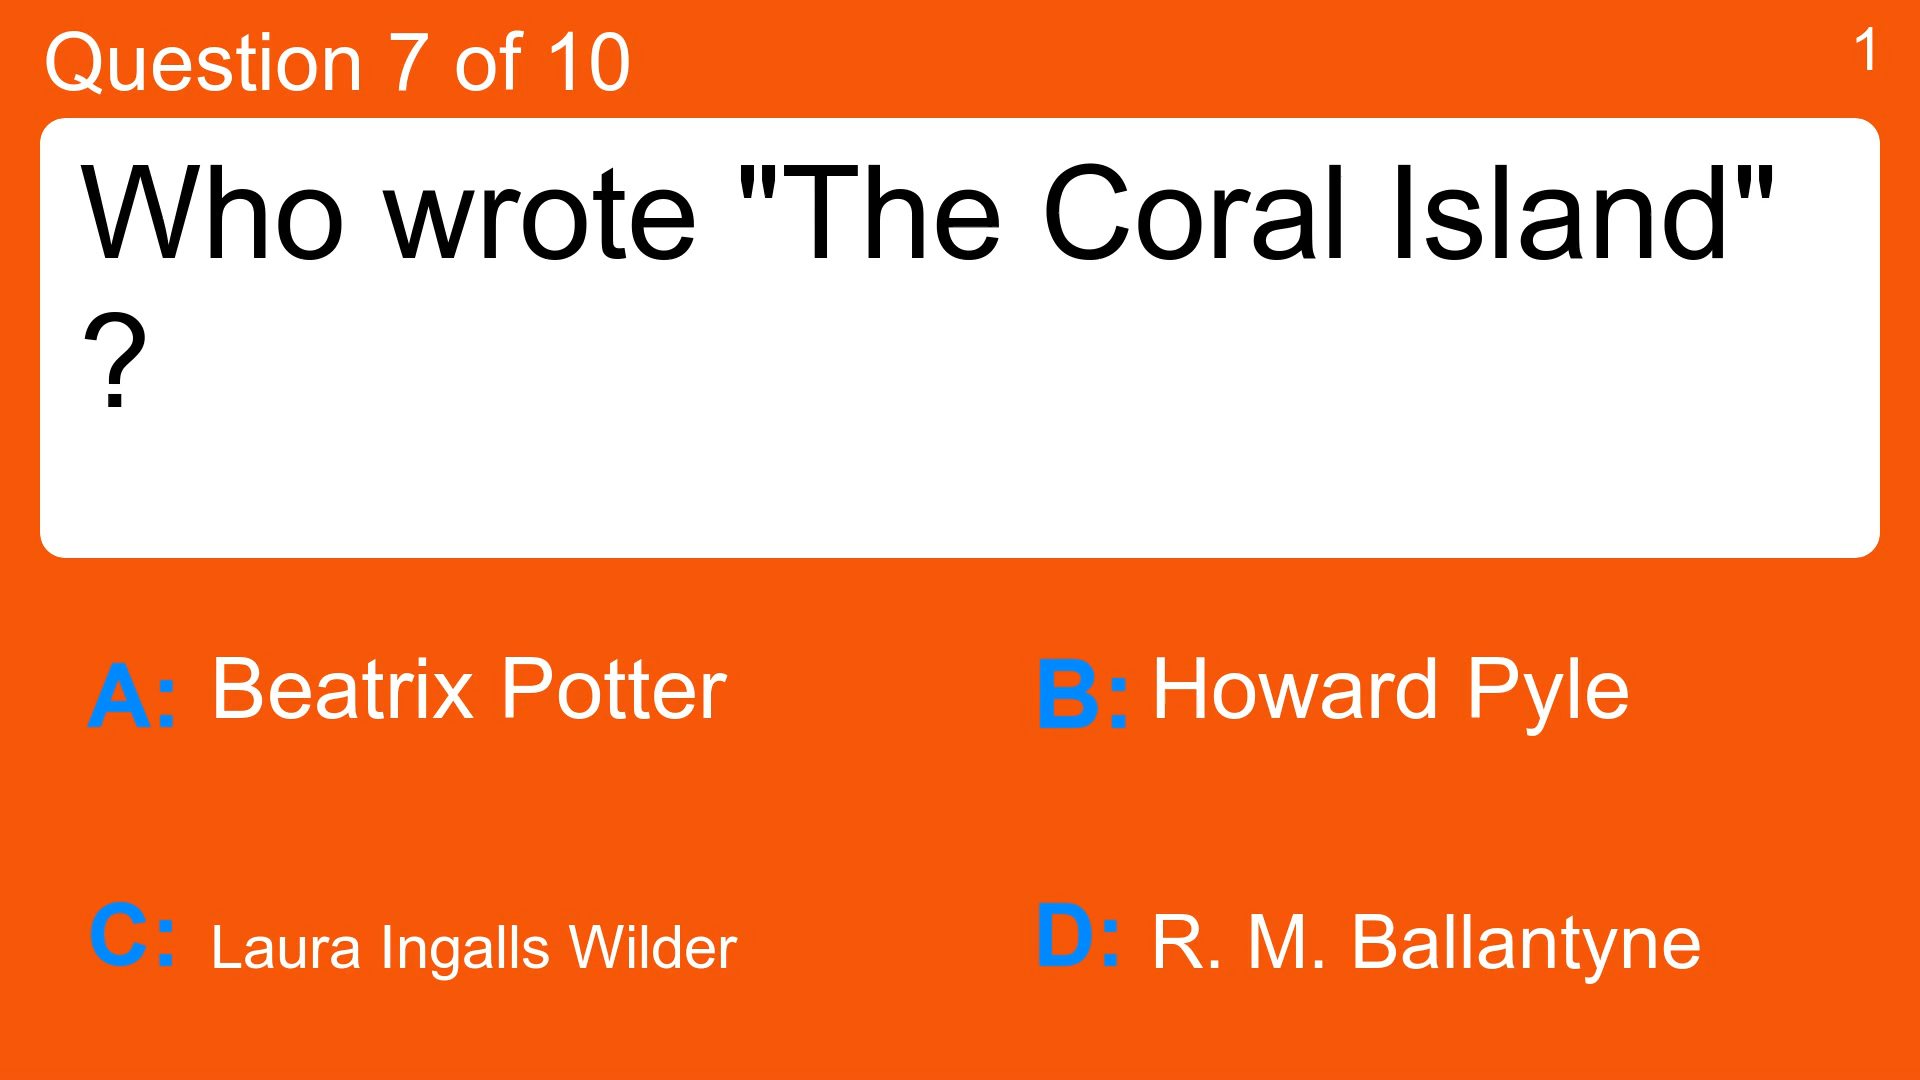 Question 7 of 10
1
Who wrote "The Coral Island"
?
A: Beatrix Potter
B: Howard Pyle
C: Laura Ingalls Wilder
D: R. M. Ballantyne